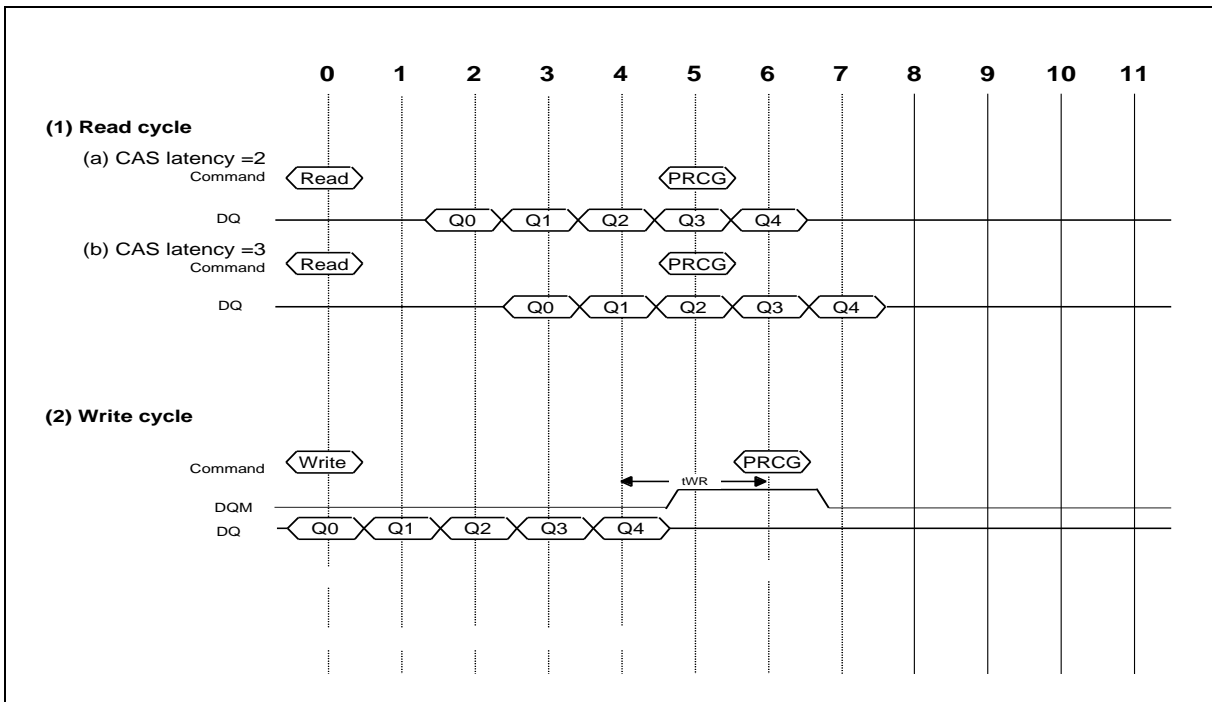 0 1 2 3 4 5 6 7 8 9 10 11
(1) Read cycle
(a) CAS latency =2
Command Read PRCG
DQ Q0 Q1 Q2 Q3 Q4
(b) CAS latency =3
Command Read PRCG
DQ Q0 Q1 Q2 Q3 Q4
(2) Write cycle
Command Write PRCG
tWR
DQM
DQ Q0 Q1 Q2 Q3 Q4